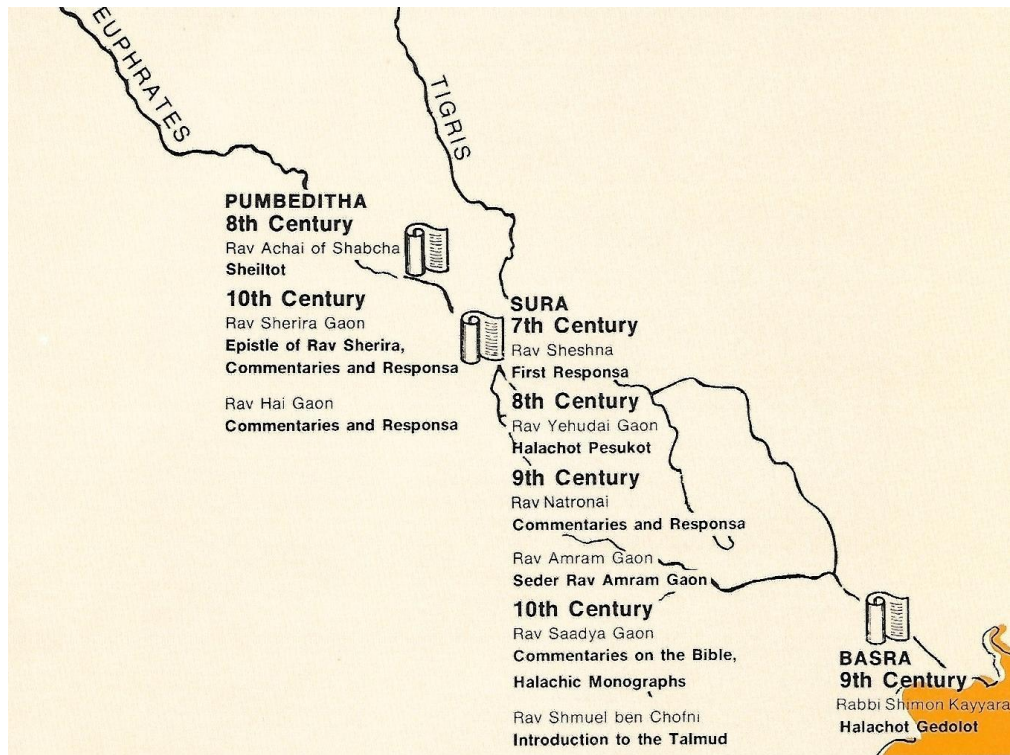 EUPHRATES
TIGRIS
PUMBEDITHA
8th Century
Rav Achai of Shabcha
Sheiltot
10th Century
Rav Sherira Gaon
Epistle of Rav Sherira,
Commentaries and Responsa
Rav Hai Gaon
Commentaries and Responsa
SURA
7th Century
Rav Sheshna
First Responsa
8th Century
Rav Yehudai Gaon
Halachot Pesukot
9th Century
Rav Natronai
Commentaries and Responsa
Rav Amram Gaon
Seder Rav Amram Gaon
10th Century
Rav Saadya Gaon
Commentaries on the Bible,
Halachic Monographs
Rav Shmuel ben Chofni
Introduction to the Talmud
BASRA
9th Century
Rabbi Shimon Kayyara
Halachot Gedolot